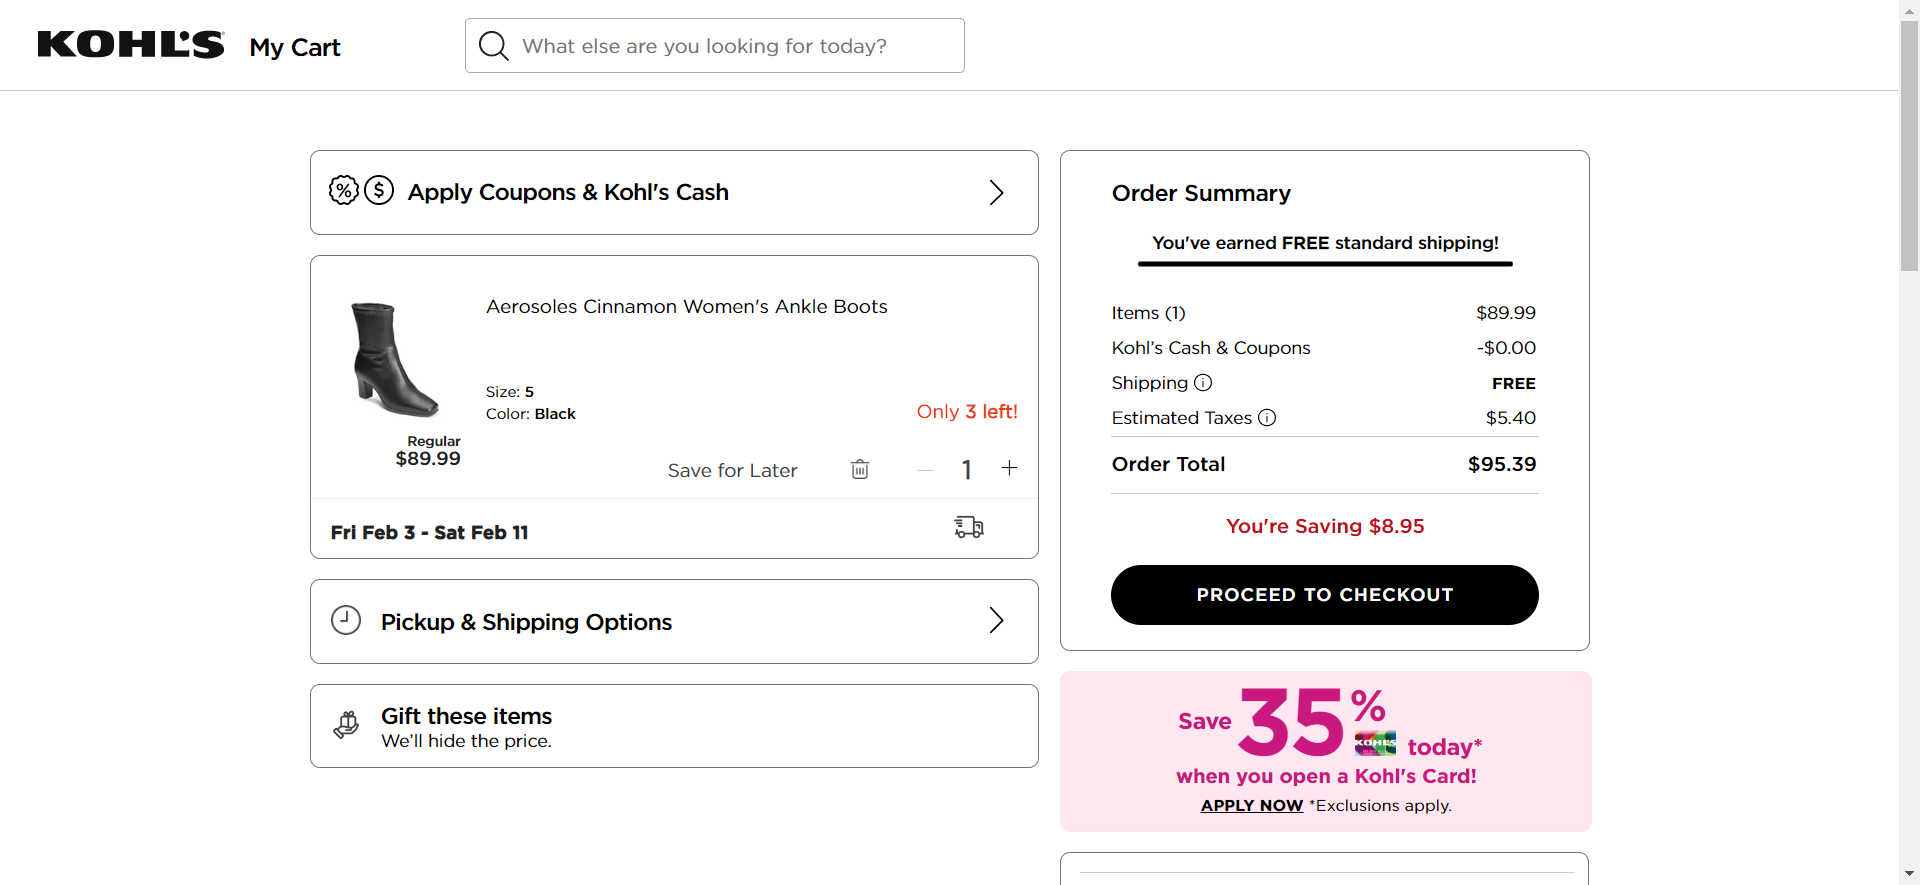 KOHL'S My Cart
What else are you looking for today?
Apply Coupons & Kohl's Cash
Aerosoles Cinnamon Women's Ankle Boots
Size: 5
Color: Black
Only 3 left!
Regular
$89.99
Save for Later
1
Fri Feb 3 - Sat Feb 11
Pickup & Shipping Options
Gift these items
We’ll hide the price.
Order Summary
You've earned FREE standard shipping!
Items (1) $89.99
Kohl’s Cash & Coupons -$0.00
Shipping FREE
Estimated Taxes $5.40
Order Total $95.39
You're Saving $8.95
PROCEED TO CHECKOUT
Save 35% KOHL'S today*
when you open a Kohl's Card!
APPLY NOW *Exclusions apply.